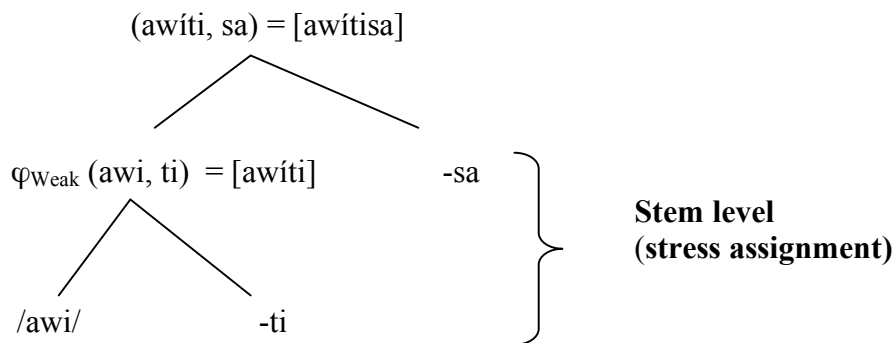 (awíti, sa) = [awítisa]
φWeak (awi, ti) = [awíti] -sa
Stem level
(stress assignment)
/awi/ -ti